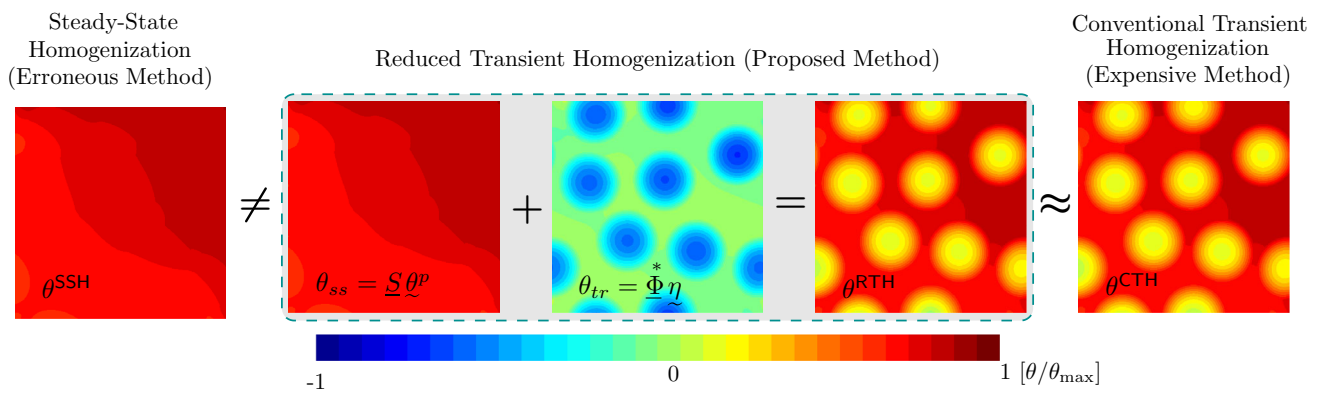 Steady-State
Homogenization
(Erroneous Method)
Reduced Transient Homogenization (Proposed Method)
Conventional Transient
Homogenization
(Expensive Method)
θ^SSH
≠
θ_ss = S θ^p
+
θ_tr = Φ* η
=
θ^RTH
≈
θ^CTH
-1
0
1 [θ/θ_max]